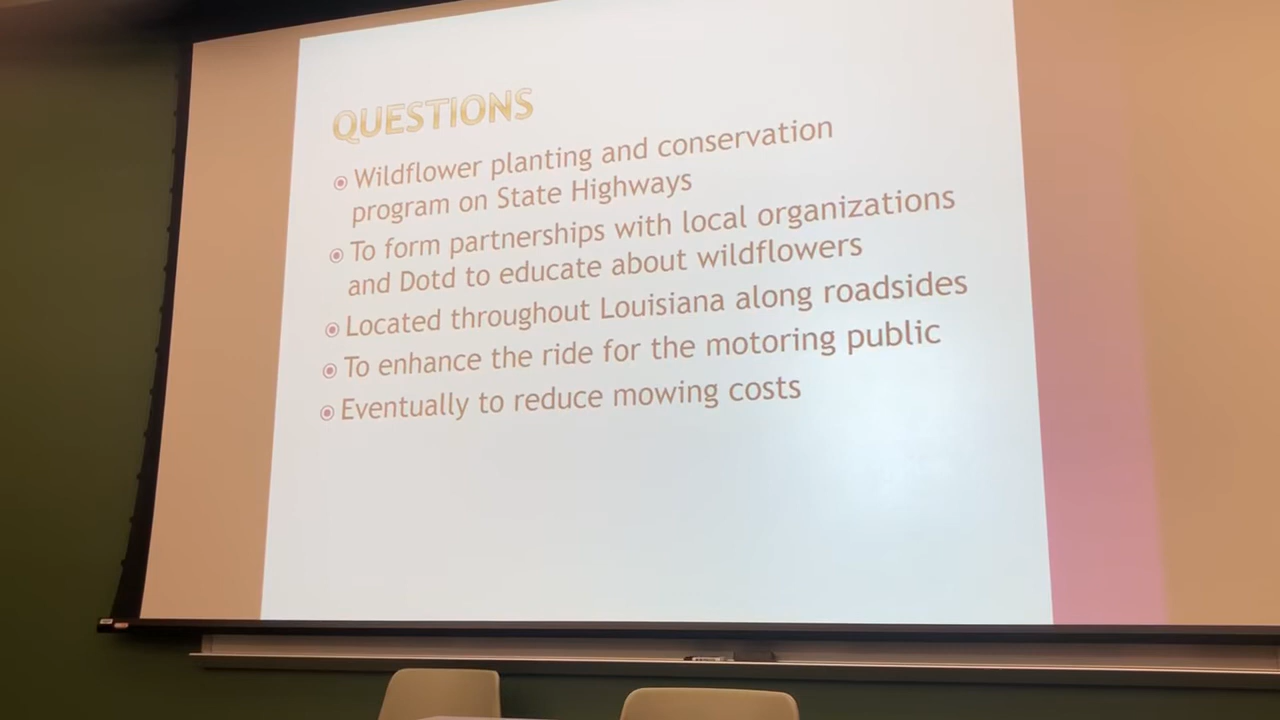 QUESTIONS
Wildflower planting and conservation
program on State Highways
To form partnerships with local organizations
and Dotd to educate about wildflowers
Located throughout Louisiana along roadsides
To enhance the ride for the motoring public
Eventually to reduce mowing costs